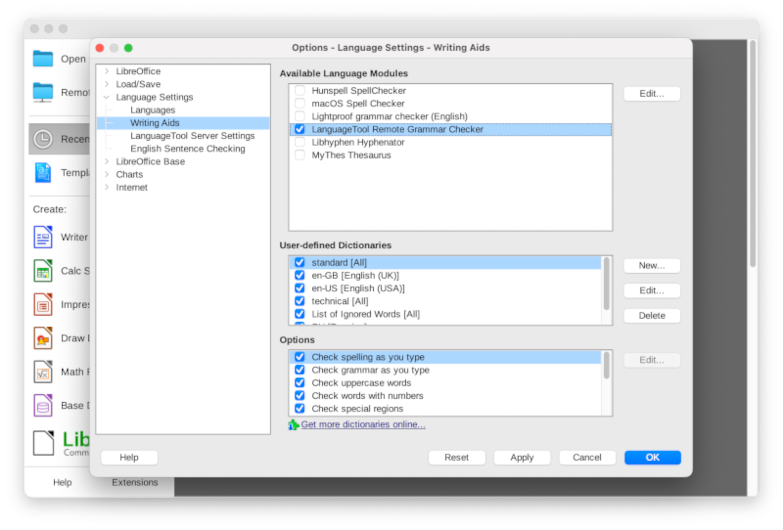 Options - Language Settings - Writing Aids
Open
Recen
Templ
Create:
Writer
Calc S
Impres
Draw
Math F
Base
Lib
Comm
Help
Extensions
LibreOffice
Load/Save
Language Settings
Languages
Writing Aids
LanguageTool Server Settings
English Sentence Checking
LibreOffice Base
Charts
Internet
Available Language Modules
Hunspell SpellChecker
macOS Spell Checker
Lightproof grammar checker (English)
LanguageTool Remote Grammar Checker
Libhyphen Hyphenator
MyThes Thesaurus
Edit...
User-defined Dictionaries
standard [All]
en-GB [English (UK)]
en-US [English (USA)]
technical [All]
List of Ignored Words [All]
New...
Edit...
Delete
Options
Check spelling as you type
Check grammar as you type
Check uppercase words
Check words with numbers
Check special regions
Edit...
Get more dictionaries online...
Help
Reset
Apply
Cancel
OK